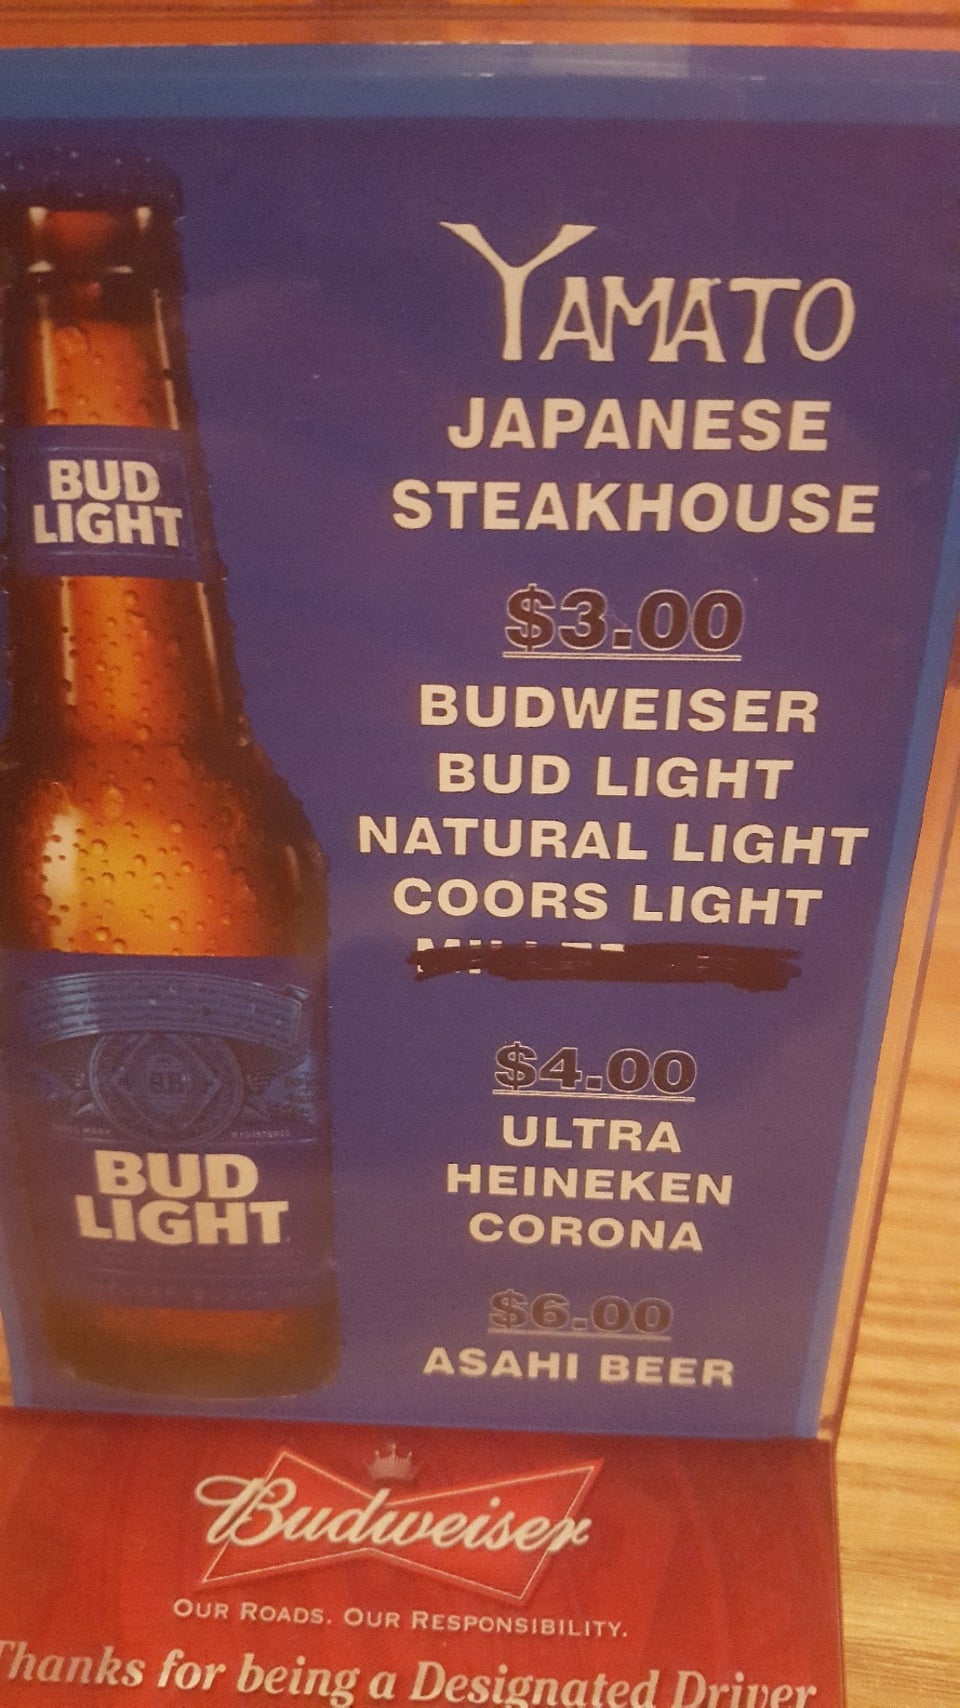 YAMATO
JAPANESE
STEAKHOUSE
$3.00
BUDWEISER
BUD LIGHT
NATURAL LIGHT
COORS LIGHT
$4.00
ULTRA
HEINEKEN
CORONA
$6.00
ASAHI BEER
BUD
LIGHT
BUD
LIGHT
Budweiser
OUR ROADS. OUR RESPONSIBILITY.
Thanks for being a Designated Driver